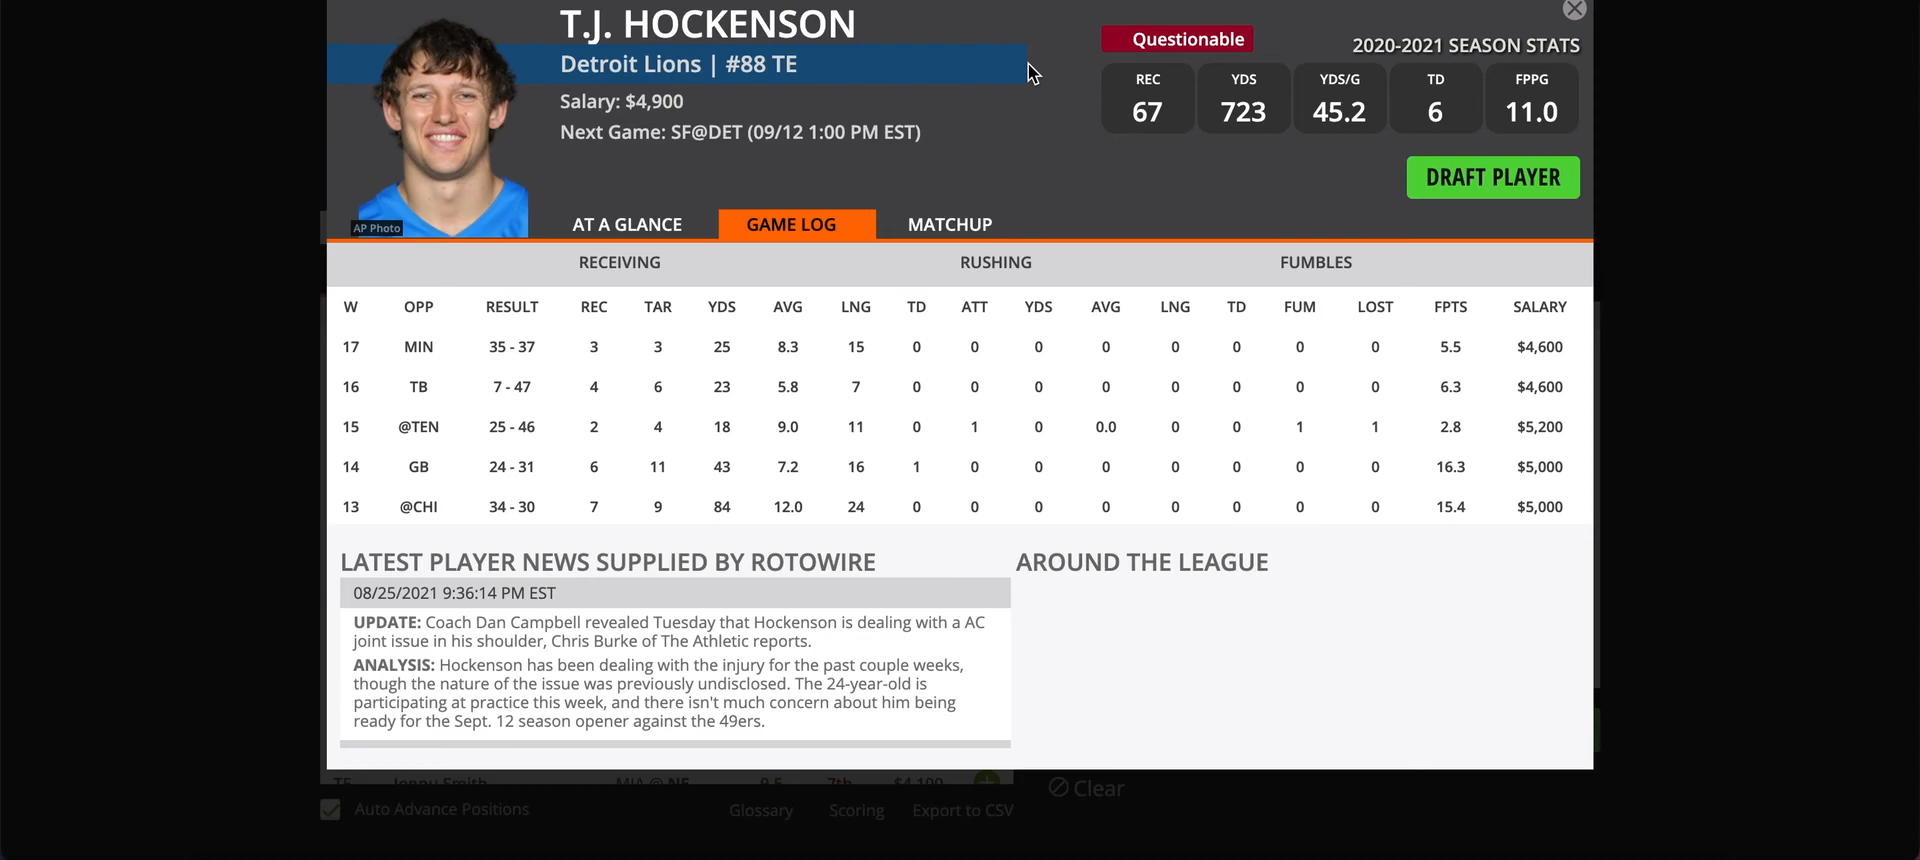 T.J. HOCKENSON
Detroit Lions | #88 TE
Salary: $4,900
Next Game: SF@DET (09/12 1:00 PM EST)
Questionable
2020-2021 SEASON STATS
REC YDS YDS/G TD FPPG
67 723 45.2 6 11.0
DRAFT PLAYER
AP Photo
AT A GLANCE GAME LOG MATCHUP
RECEIVING RUSHING FUMBLES
W OPP RESULT REC TAR YDS AVG LNG TD ATT YDS AVG LNG TD FUM LOST FPTS SALARY
17 MIN 35 - 37 3 3 25 8.3 15 0 0 0 0 0 0 0 0 5.5 $4,600
16 TB 7 - 47 4 6 23 5.8 7 0 0 0 0 0 0 0 0 6.3 $4,600
15 @TEN 25 - 46 2 4 18 9.0 11 0 1 0 0.0 0 0 1 1 2.8 $5,200
14 GB 24 - 31 6 11 43 7.2 16 1 0 0 0 0 0 0 0 16.3 $5,000
13 @CHI 34 - 30 7 9 84 12.0 24 0 0 0 0 0 0 0 0 15.4 $5,000
LATEST PLAYER NEWS SUPPLIED BY ROTOWIRE
08/25/2021 9:36:14 PM EST
UPDATE: Coach Dan Campbell revealed Tuesday that Hockenson is dealing with a AC
joint issue in his shoulder, Chris Burke of The Athletic reports.
ANALYSIS: Hockenson has been dealing with the injury for the past couple weeks,
though the nature of the issue was previously undisclosed. The 24-year-old is
participating at practice this week, and there isn't much concern about him being
ready for the Sept. 12 season opener against the 49ers.
AROUND THE LEAGUE
TE Jonnu Smith MIA @ NE 9.5 7th $4,100
Clear
Auto Advance Positions Glossary Scoring Export to CSV